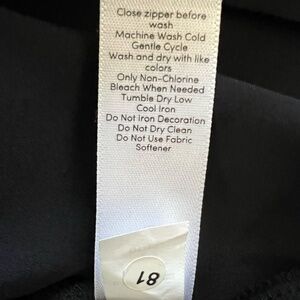 Close zipper before
wash
Machine Wash Cold
Gentle Cycle
Wash and dry with like
colors
Only Non-Chlorine
Bleach When Needed
Tumble Dry Low
Cool Iron
Do Not Iron Decoration
Do Not Dry Clean
Do Not Use Fabric
Softener
81